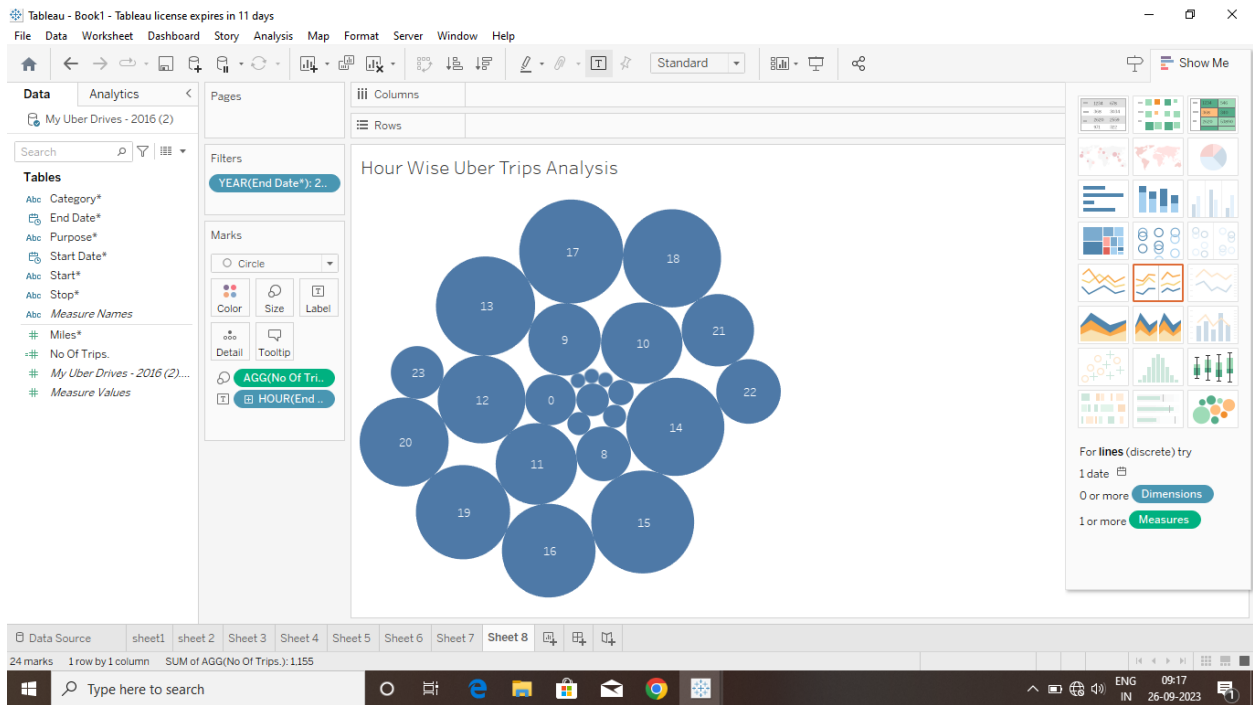 Tableau - Book1 - Tableau license expires in 11 days
File Data Worksheet Dashboard Story Analysis Map Format Server Window Help
Standard
Show Me
Data Analytics
My Uber Drives - 2016 (2)
Search
Tables
Abc Category*
End Date*
Abc Purpose*
Start Date*
Abc Start*
Abc Stop*
Abc Measure Names
# Miles*
=# No Of Trips.
# My Uber Drives - 2016 (2)....
# Measure Values
Pages
Filters
YEAR(End Date*): 2..
Marks
Circle
Color Size Label
Detail Tooltip
AGG(No Of Tri..
HOUR(End ..
Columns
Rows
Hour Wise Uber Trips Analysis
17
18
13
21
9
10
23
22
12
0
14
20
11
8
19
15
16
For lines (discrete) try
1 date
0 or more Dimensions
1 or more Measures
Data Source sheet1 sheet 2 Sheet 3 Sheet 4 Sheet 5 Sheet 6 Sheet 7 Sheet 8
24 marks 1 row by 1 column SUM of AGG(No Of Trips.): 1,155
Type here to search
ENG
IN
09:17
26-09-2023
1